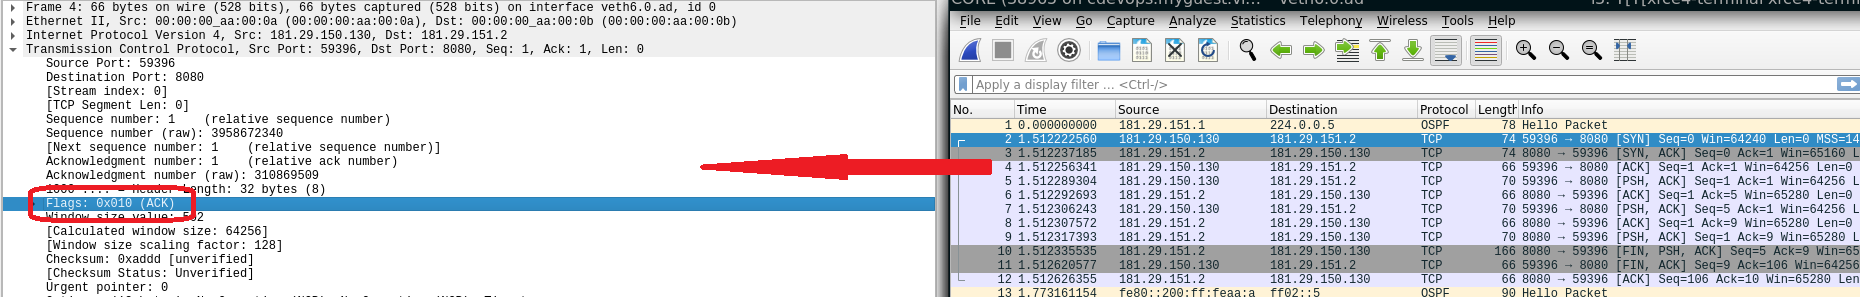 Frame 4: 66 bytes on wire (528 bits), 66 bytes captured (528 bits) on interface veth6.0.ad, id 0
Ethernet II, Src: 00:00:00_aa:00:0a (00:00:00:aa:00:0a), Dst: 00:00:00_aa:00:0b (00:00:00:aa:00:0b)
Internet Protocol Version 4, Src: 181.29.150.130, Dst: 181.29.151.2
Transmission Control Protocol, Src Port: 59396, Dst Port: 8080, Seq: 1, Ack: 1, Len: 0
Source Port: 59396
Destination Port: 8080
[Stream index: 0]
[TCP Segment Len: 0]
Sequence number: 1 (relative sequence number)
Sequence number (raw): 3958672340
[Next sequence number: 1 (relative sequence number)]
Acknowledgment number: 1 (relative ack number)
Acknowledgment number (raw): 310869509
1000 .... = Header Length: 32 bytes (8)
Flags: 0x010 (ACK)
Window size value: 502
[Calculated window size: 64256]
[Window size scaling factor: 128]
Checksum: 0xaddd [unverified]
[Checksum Status: Unverified]
Urgent pointer: 0
File Edit View Go Capture Analyze Statistics Telephony Wireless Tools Help
Apply a display filter ... <Ctrl-/>
No. Time Source Destination Protocol Length Info
1 0.000000000 181.29.151.1 224.0.0.5 OSPF 78 Hello Packet
2 1.512222560 181.29.150.130 181.29.151.2 TCP 74 59396 → 8080 [SYN] Seq=0 Win=64240 Len=0 MSS=14
3 1.512237185 181.29.151.2 181.29.150.130 TCP 74 8080 → 59396 [SYN, ACK] Seq=0 Ack=1 Win=65160 L
4 1.512256341 181.29.150.130 181.29.151.2 TCP 66 59396 → 8080 [ACK] Seq=1 Ack=1 Win=64256 Len=0
5 1.512289304 181.29.150.130 181.29.151.2 TCP 70 59396 → 8080 [PSH, ACK] Seq=1 Ack=1 Win=64256 L
6 1.512292693 181.29.151.2 181.29.150.130 TCP 66 8080 → 59396 [ACK] Seq=1 Ack=5 Win=65280 Len=0
7 1.512306243 181.29.150.130 181.29.151.2 TCP 70 59396 → 8080 [PSH, ACK] Seq=5 Ack=1 Win=64256 L
8 1.512307572 181.29.151.2 181.29.150.130 TCP 66 8080 → 59396 [ACK] Seq=1 Ack=9 Win=65280 Len=0
9 1.512317393 181.29.151.2 181.29.150.130 TCP 70 8080 → 59396 [PSH, ACK] Seq=1 Ack=9 Win=65280 L
10 1.512335535 181.29.151.2 181.29.150.130 TCP 166 8080 → 59396 [FIN, PSH, ACK] Seq=5 Ack=9 Win=65
11 1.512620577 181.29.150.130 181.29.151.2 TCP 66 59396 → 8080 [FIN, ACK] Seq=9 Ack=106 Win=64256
12 1.512626355 181.29.151.2 181.29.150.130 TCP 66 8080 → 59396 [ACK] Seq=106 Ack=10 Win=65280 Len
13 1.773161154 fe80::200:ff:feaa:a ff02::5 OSPF 90 Hello Packet